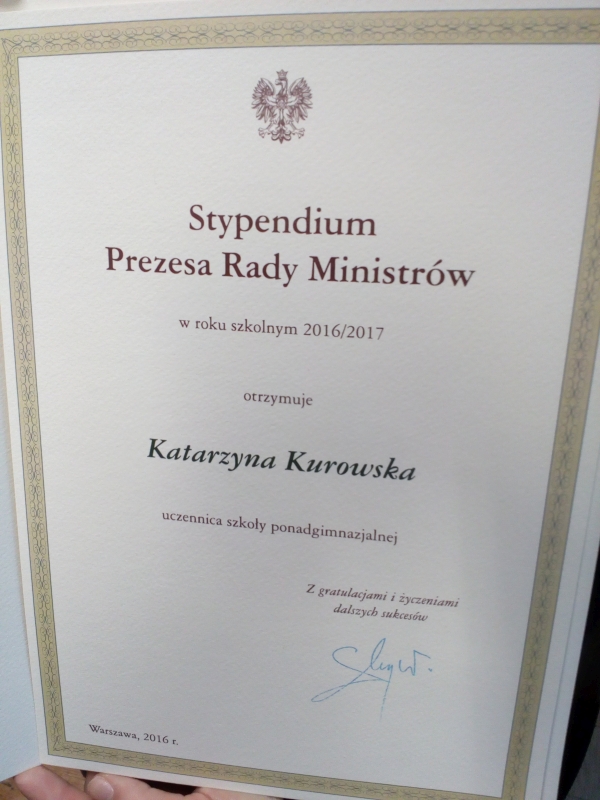 Stypendium
Prezesa Rady Ministrów
w roku szkolnym 2016/2017
otrzymuje
Katarzyna Kurowska
uczennica szkoły ponadgimnazjalnej
Z gratulacjami i życzeniami
dalszych sukcesów
Warszawa, 2016 r.